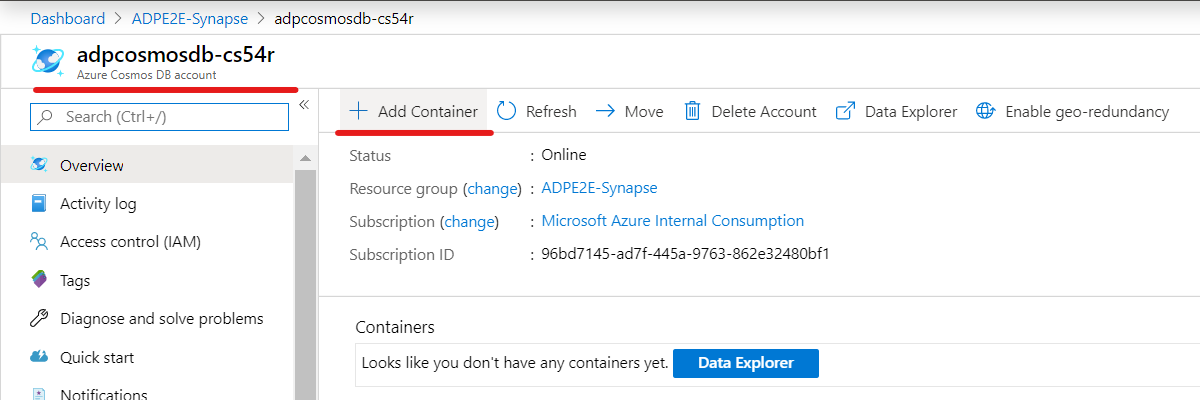 Dashboard > ADPE2E-Synapse > adpcosmosdb-cs54r
adpcosmosdb-cs54r
Azure Cosmos DB account
Search (Ctrl+/)
«
Overview
Activity log
Access control (IAM)
Tags
Diagnose and solve problems
Quick start
Notifications
+ Add Container Refresh Move Delete Account Data Explorer Enable geo-redundancy
Status : Online
Resource group (change) : ADPE2E-Synapse
Subscription (change) : Microsoft Azure Internal Consumption
Subscription ID : 96bd7145-ad7f-445a-9763-862e32480bf1
Containers
Looks like you don't have any containers yet. Data Explorer